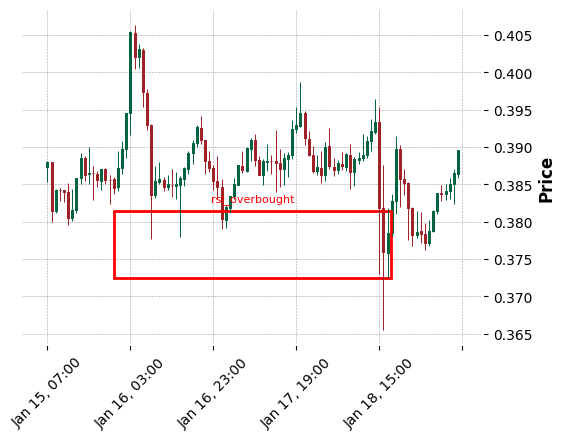 0.405
0.400
0.395
0.390
0.385
0.380
0.375
0.370
0.365
Price
rsi_overbought
Jan 15, 07:00
Jan 16, 03:00
Jan 16, 23:00
Jan 17, 19:00
Jan 18, 15:00